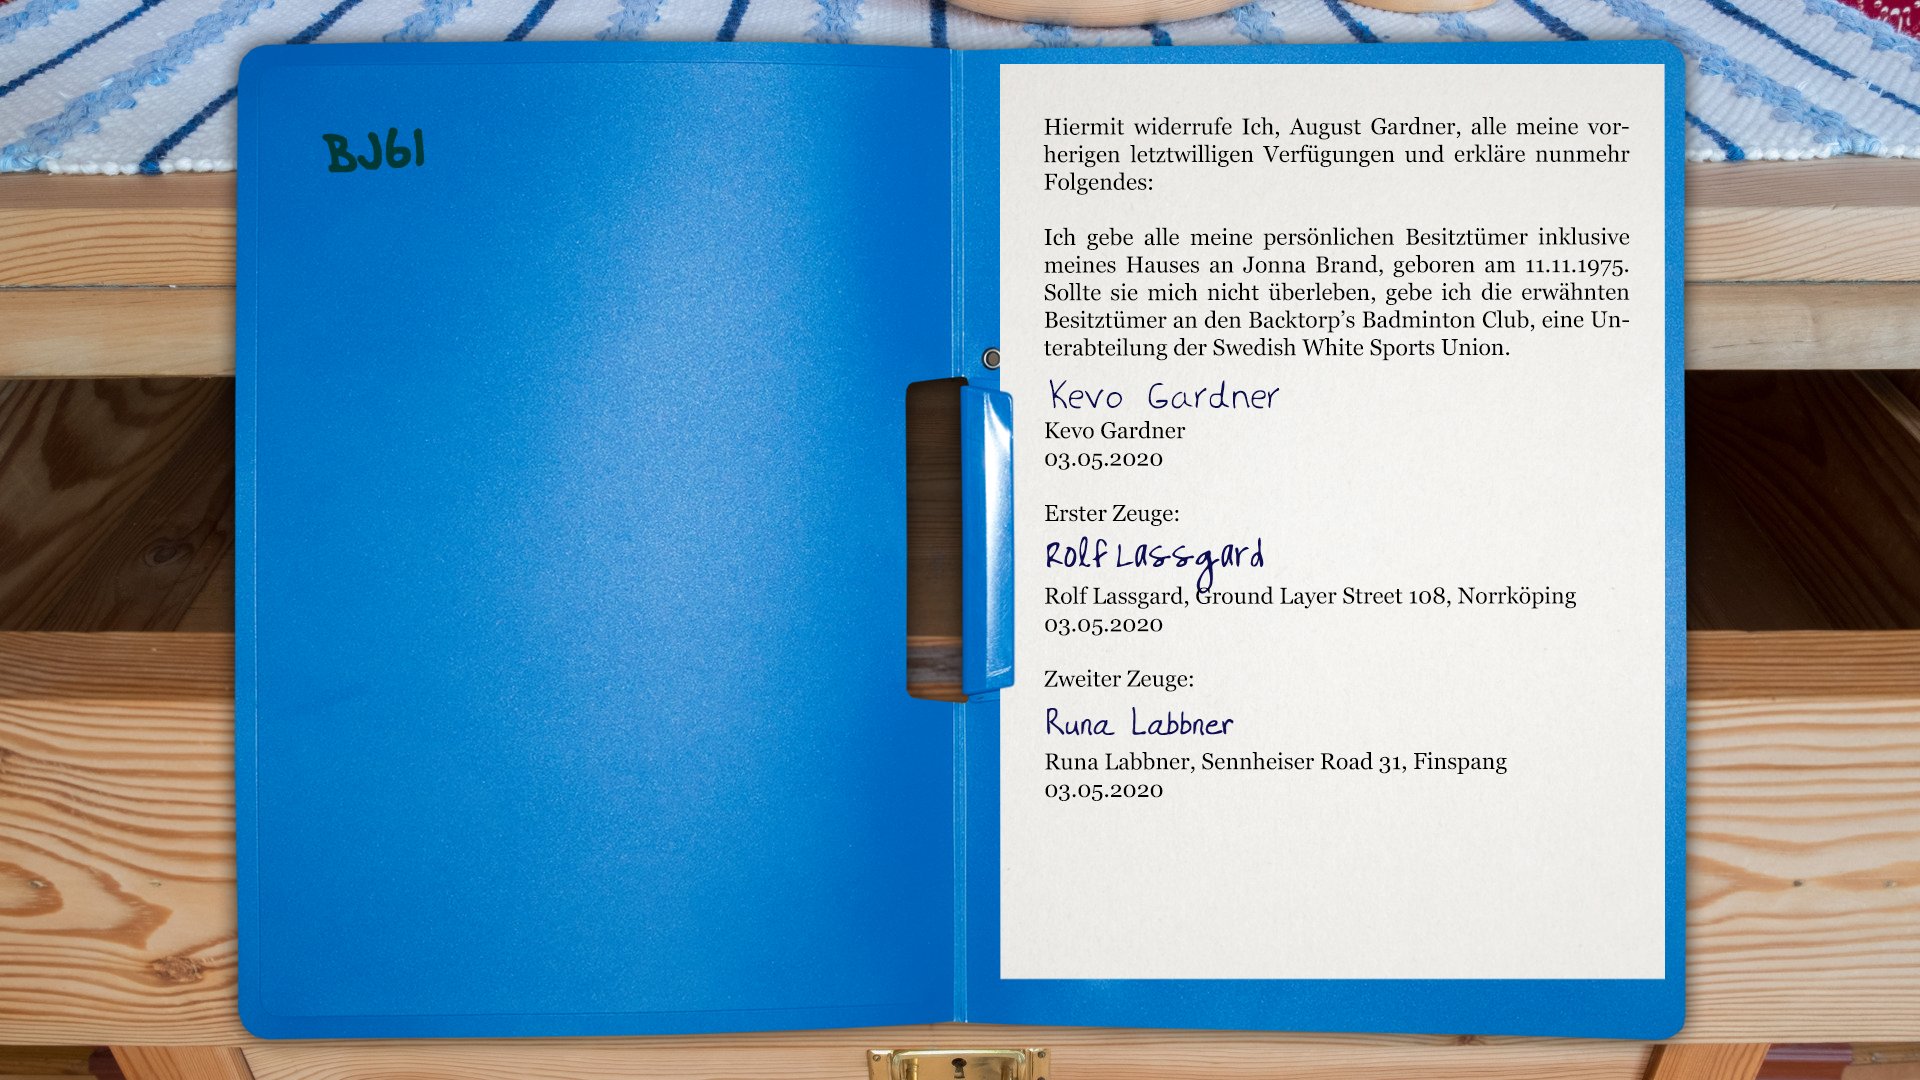 BJ61
Hiermit widerrufe Ich, August Gardner, alle meine vor-
herigen letztwilligen Verfügungen und erkläre nunmehr
Folgendes:
Ich gebe alle meine persönlichen Besitztümer inklusive
meines Hauses an Jonna Brand, geboren am 11.11.1975.
Sollte sie mich nicht überleben, gebe ich die erwähnten
Besitztümer an den Backtorp’s Badminton Club, eine Un-
terabteilung der Swedish White Sports Union.
Kevo Gardner
Kevo Gardner
03.05.2020
Erster Zeuge:
Rolf Lassgard
Rolf Lassgard, Ground Layer Street 108, Norrköping
03.05.2020
Zweiter Zeuge:
Runa Labbner
Runa Labbner, Sennheiser Road 31, Finspang
03.05.2020